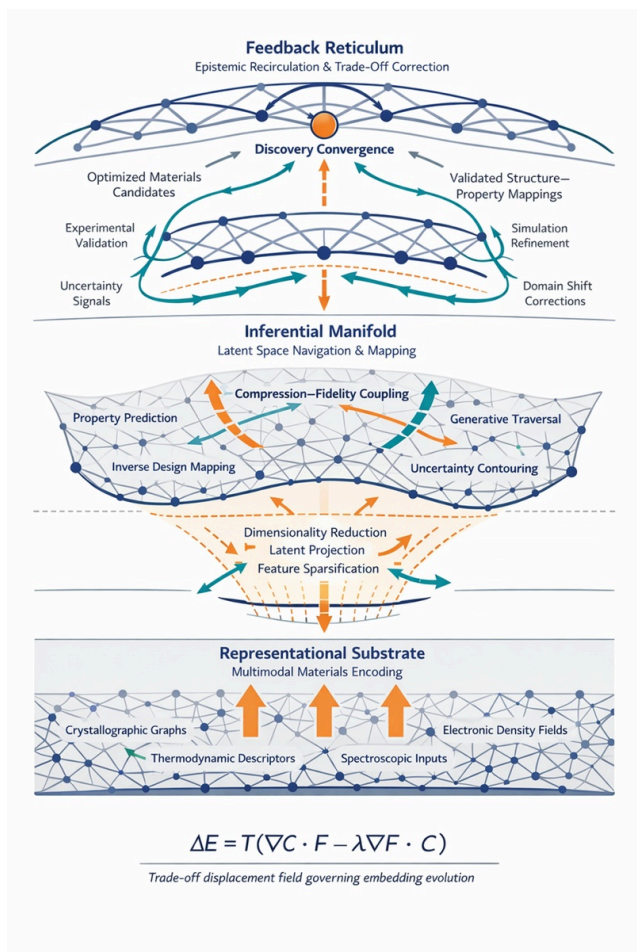 Feedback Reticulum
Epistemic Recirculation & Trade-Off Correction
Discovery Convergence
Optimized Materials
Candidates
Validated Structure—
Property Mappings
Experimental
Validation
Simulation
Refinement
Uncertainty
Signals
Domain Shift
Corrections
Inferential Manifold
Latent Space Navigation & Mapping
Compression—Fidelity Coupling
Property Prediction
Generative Traversal
Inverse Design Mapping
Uncertainty Contouring
Dimensionality Reduction
Latent Projection
Feature Sparsification
Representational Substrate
Multimodal Materials Encoding
Crystallographic Graphs
Electronic Density Fields
Thermodynamic Descriptors
Spectroscopic Inputs
ΔE = T(∇C · F − λ∇F · C)
Trade-off displacement field governing embedding evolution